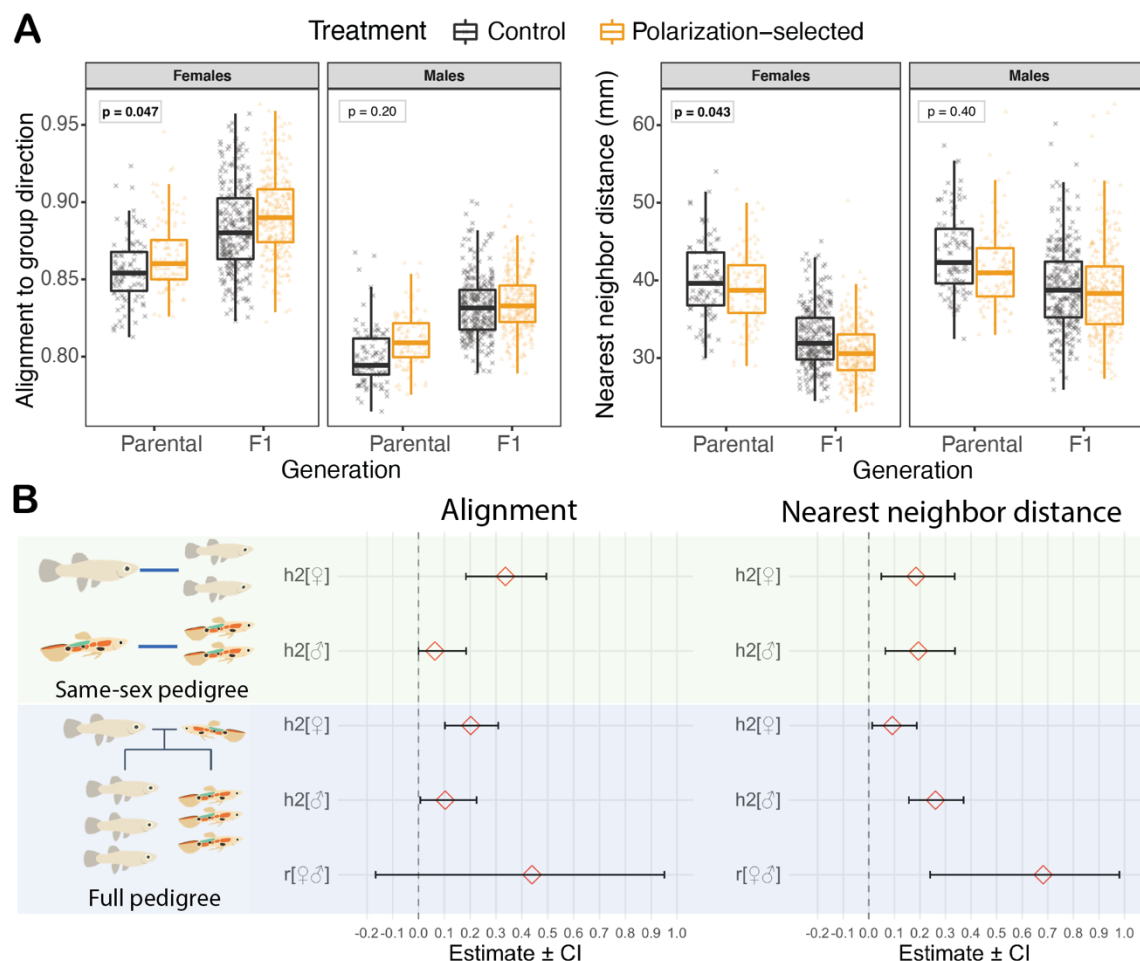 A
Treatment Control Polarization-selected
Females Males
p = 0.047 p = 0.20
Alignment to group direction
0.95
0.90
0.85
0.80
Parental F1 Parental F1
Generation
Females Males
p = 0.043 p = 0.40
Nearest neighbor distance (mm)
60
50
40
30
Parental F1 Parental F1
Generation
B
Alignment Nearest neighbor distance
h2[♀] h2[♀]
h2[♂] h2[♂]
Same-sex pedigree
h2[♀] h2[♀]
h2[♂] h2[♂]
r[♀♂] r[♀♂]
Full pedigree
-0.2 -0.1 0.0 0.1 0.2 0.3 0.4 0.5 0.6 0.7 0.8 0.9 1.0 -0.2 -0.1 0.0 0.1 0.2 0.3 0.4 0.5 0.6 0.7 0.8 0.9 1.0
Estimate ± CI Estimate ± CI